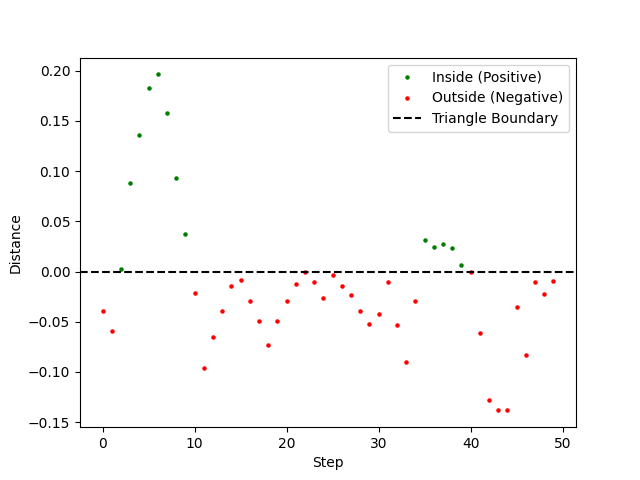 Inside (Positive)
Outside (Negative)
Triangle Boundary
0.20
0.15
0.10
0.05
0.00
−0.05
−0.10
−0.15
Distance
0 10 20 30 40 50
Step